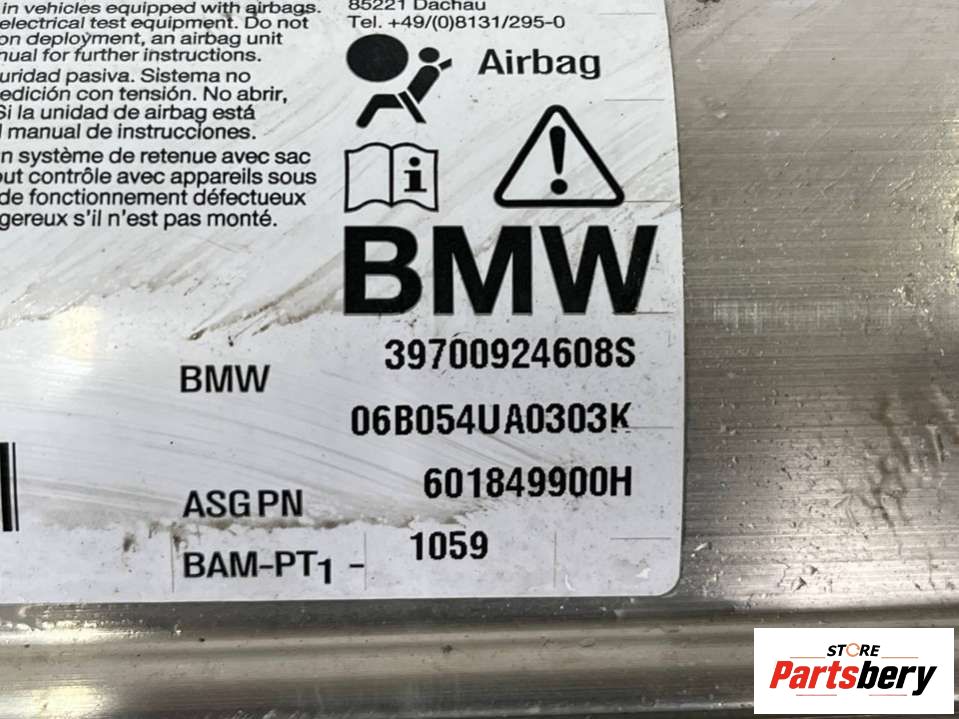 in vehicles equipped with airbags.
electrical test equipment. Do not
on deployment, an airbag unit
nual for further instructions.
uridad pasiva. Sistema no
edición con tensión. No abrir,
Si la unidad de airbag está
l manual de instrucciones.
n système de retenue avec sac
out contrôle avec appareils sous
de fonctionnement défectueux
gereux s'il n'est pas monté.
85221 Dachau
Tel. +49/(0)8131/295-0
Airbag
i
!
BMW
BMW 39700924608S
06B054UA0303K
ASG PN 601849900H
BAM-PT1 - 1059
STORE
Partsbery